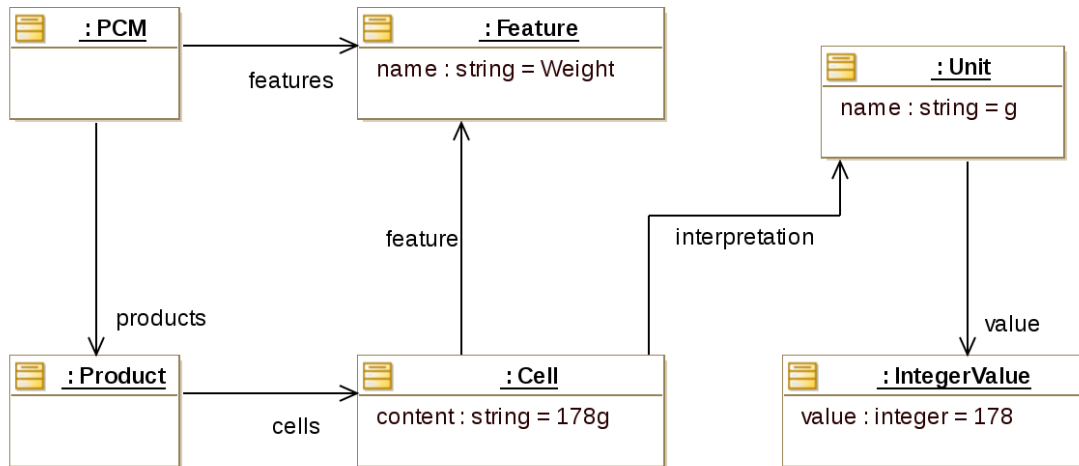 : PCM
: Feature
name : string = Weight
features
: Unit
name : string = g
feature
interpretation
products
value
: Product
: Cell
content : string = 178g
cells
: IntegerValue
value : integer = 178